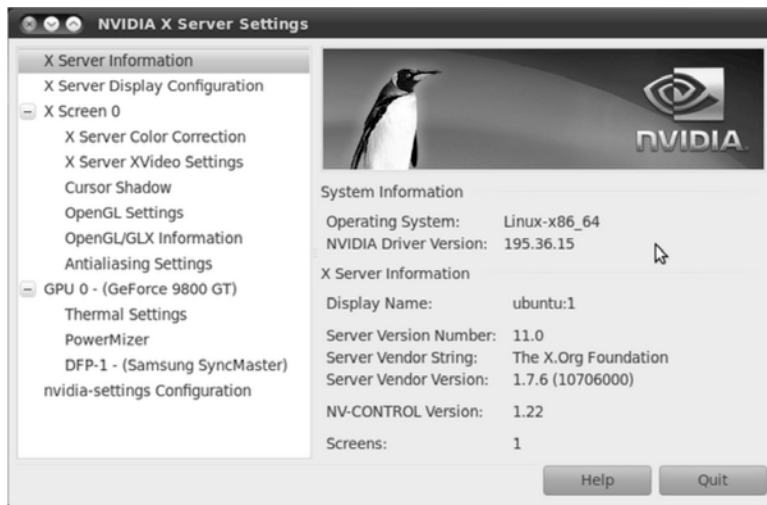 NVIDIA X Server Settings
X Server Information
X Server Display Configuration
X Screen 0
X Server Color Correction
X Server XVideo Settings
Cursor Shadow
OpenGL Settings
OpenGL/GLX Information
Antialiasing Settings
GPU 0 - (GeForce 9800 GT)
Thermal Settings
PowerMizer
DFP-1 - (Samsung SyncMaster)
nvidia-settings Configuration
NVIDIA
System Information
Operating System: Linux-x86_64
NVIDIA Driver Version: 195.36.15
X Server Information
Display Name: ubuntu:1
Server Version Number: 11.0
Server Vendor String: The X.Org Foundation
Server Vendor Version: 1.7.6 (10706000)
NV-CONTROL Version: 1.22
Screens: 1
Help Quit